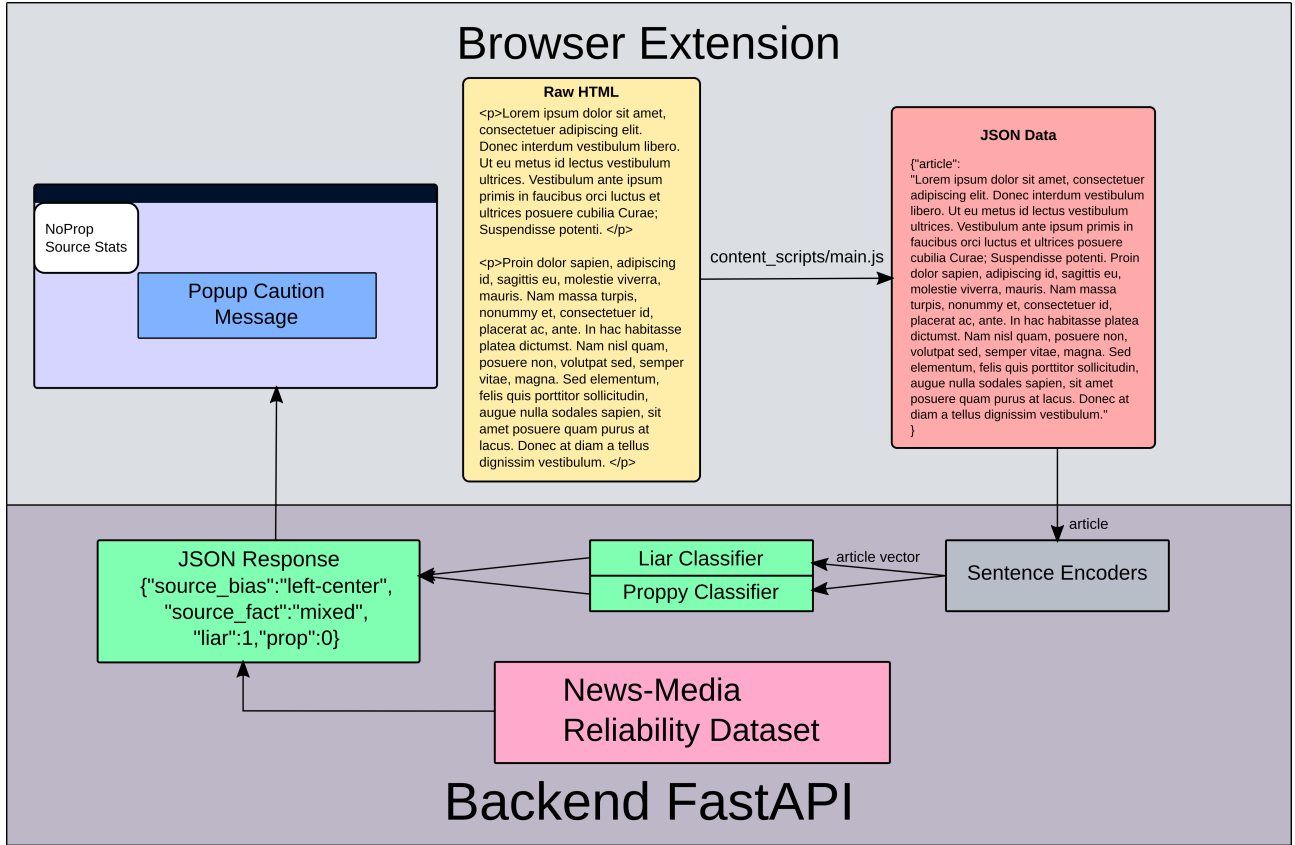 Browser Extension
Raw HTML
<p>Lorem ipsum dolor sit amet,
consectetuer adipiscing elit.
Donec interdum vestibulum libero.
Ut eu metus id lectus vestibulum
ultrices. Vestibulum ante ipsum
primis in faucibus orci luctus et
ultrices posuere cubilia Curae;
Suspendisse potenti. </p>
<p>Proin dolor sapien, adipiscing
id, sagittis eu, molestie viverra,
mauris. Nam massa turpis,
nonummy et, consectetuer id,
placerat ac, ante. In hac habitasse
platea dictumst. Nam nisl quam,
posuere non, volutpat sed, semper
vitae, magna. Sed elementum,
felis quis porttitor sollicitudin,
augue nulla sodales sapien, sit
amet posuere quam purus at
lacus. Donec at diam a tellus
dignissim vestibulum. </p>
content_scripts/main.js
JSON Data
{"article":
"Lorem ipsum dolor sit amet, consectetuer
adipiscing elit. Donec interdum vestibulum
libero. Ut eu metus id lectus vestibulum
ultrices. Vestibulum ante ipsum primis in
faucibus orci luctus et ultrices posuere
cubilia Curae; Suspendisse potenti. Proin
dolor sapien, adipiscing id, sagittis eu,
molestie viverra, mauris. Nam massa
turpis, nonummy et, consectetuer id,
placerat ac, ante. In hac habitasse platea
dictumst. Nam nisl quam, posuere non,
volutpat sed, semper vitae, magna. Sed
elementum, felis quis porttitor sollicitudin,
augue nulla sodales sapien, sit amet
posuere quam purus at lacus. Donec at
diam a tellus dignissim vestibulum."
}
NoProp
Source Stats
Popup Caution
Message
article
Sentence Encoders
article vector
Liar Classifier
Proppy Classifier
JSON Response
{"source_bias":"left-center",
"source_fact":"mixed",
"liar":1,"prop":0}
News-Media
Reliability Dataset
Backend FastAPI